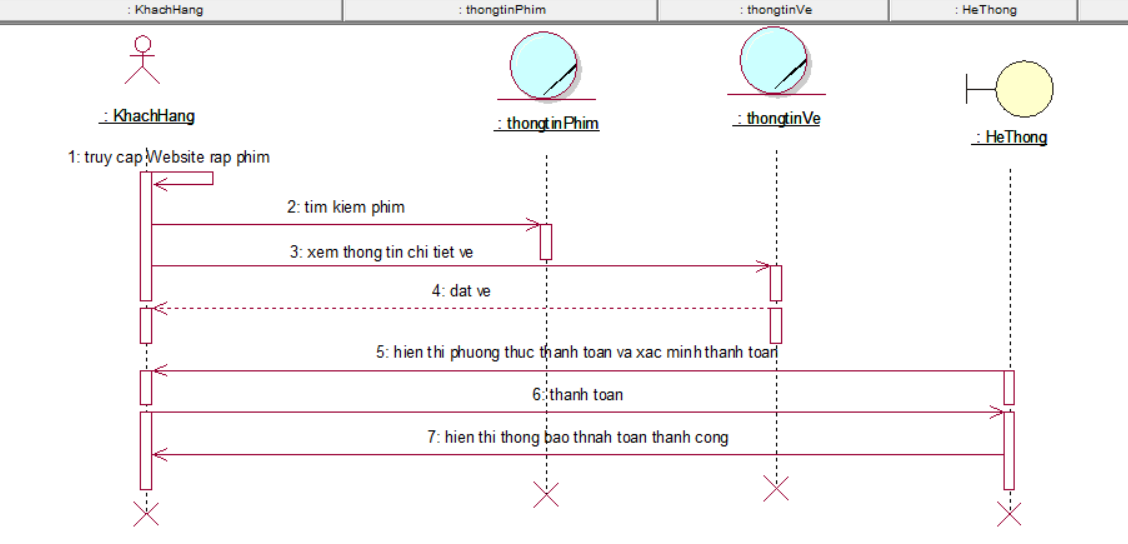 : KhachHang
: thongtinPhim
: thongtinVe
: HeThong
: KhachHang
: thongtinPhim
: thongtinVe
: HeThong
1: truy cap Website rap phim
2: tim kiem phim
3: xem thong tin chi tiet ve
4: dat ve
5: hien thi phuong thuc thanh toan va xac minh thanh toan
6: thanh toan
7: hien thi thong bao thnah toan thanh cong